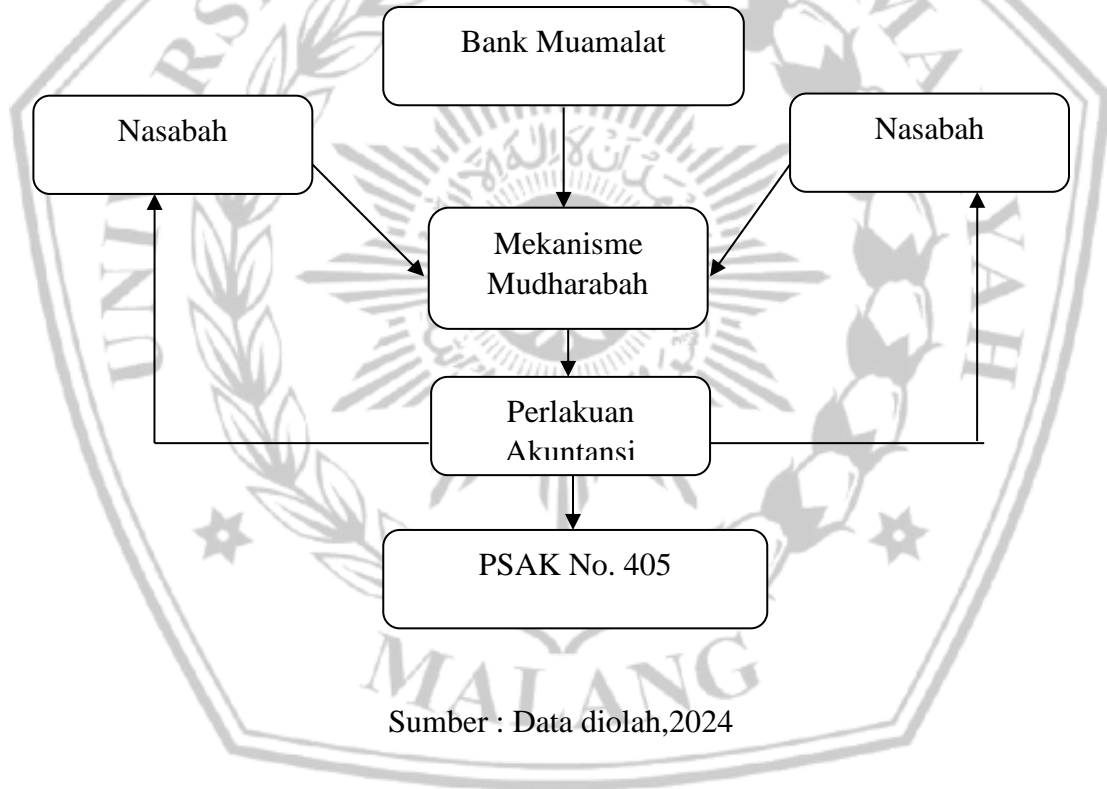 Bank Muamalat
Nasabah
Nasabah
Mekanisme
Mudharabah
Perlakuan
Akuntansi
PSAK No. 405
MALANG
Sumber : Data diolah,2024